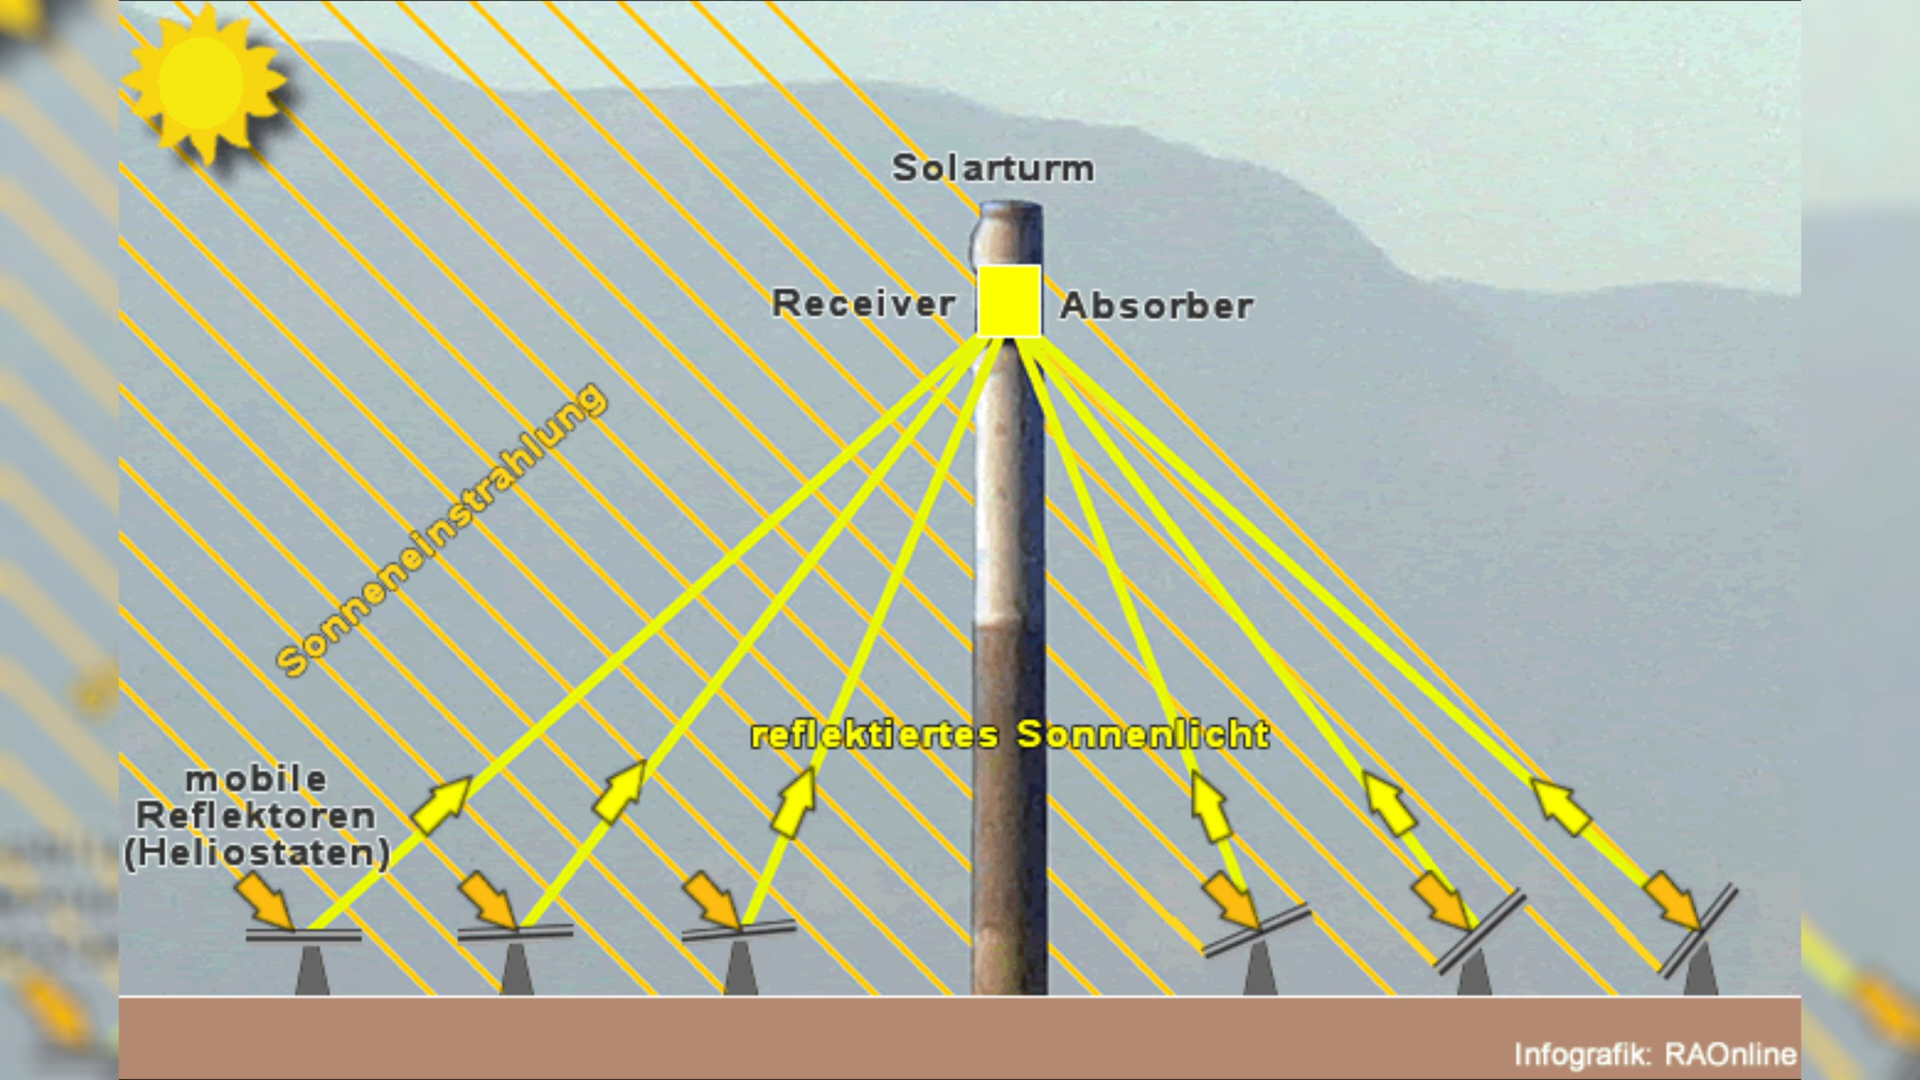 Solarturm
Receiver
Absorber
Sonneneinstrahlung
reflektiertes Sonnenlicht
mobile
Reflektoren
(Heliostaten)
Infografik: RAOnline